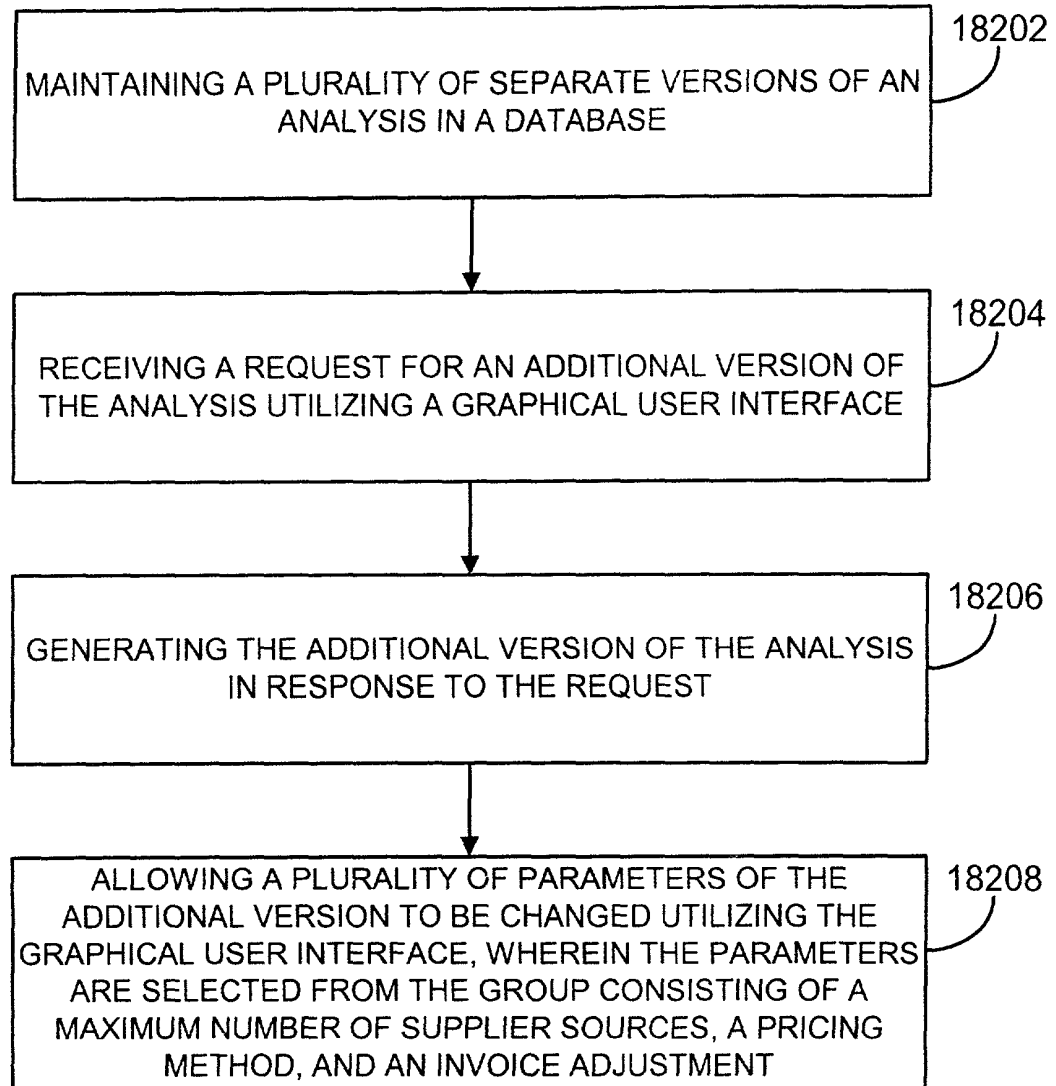 18202
MAINTAINING A PLURALITY OF SEPARATE VERSIONS OF AN
ANALYSIS IN A DATABASE
18204
RECEIVING A REQUEST FOR AN ADDITIONAL VERSION OF
THE ANALYSIS UTILIZING A GRAPHICAL USER INTERFACE
18206
GENERATING THE ADDITIONAL VERSION OF THE ANALYSIS
IN RESPONSE TO THE REQUEST
18208
ALLOWING A PLURALITY OF PARAMETERS OF THE
ADDITIONAL VERSION TO BE CHANGED UTILIZING THE
GRAPHICAL USER INTERFACE, WHEREIN THE PARAMETERS
ARE SELECTED FROM THE GROUP CONSISTING OF A
MAXIMUM NUMBER OF SUPPLIER SOURCES, A PRICING
METHOD, AND AN INVOICE ADJUSTMENT